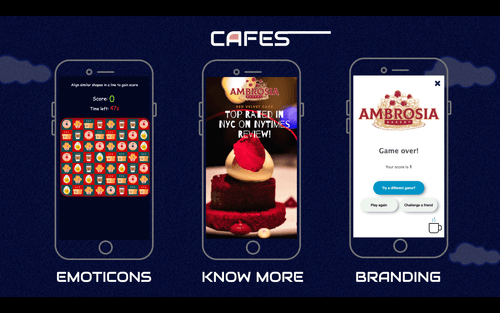 CAFES
Align similar shapes in a line to gain score
Score: 0
Time left: 47s
AMBROSIA
BAKERY
RED VELVET CAKE
TOP RATED IN
NYC ON NYTIMES
REVIEW!
AMBROSIA
BAKERY
Game over!
Your score is 1
Try a different game?
Play again
Challenge a friend
EMOTICONS
KNOW MORE
BRANDING